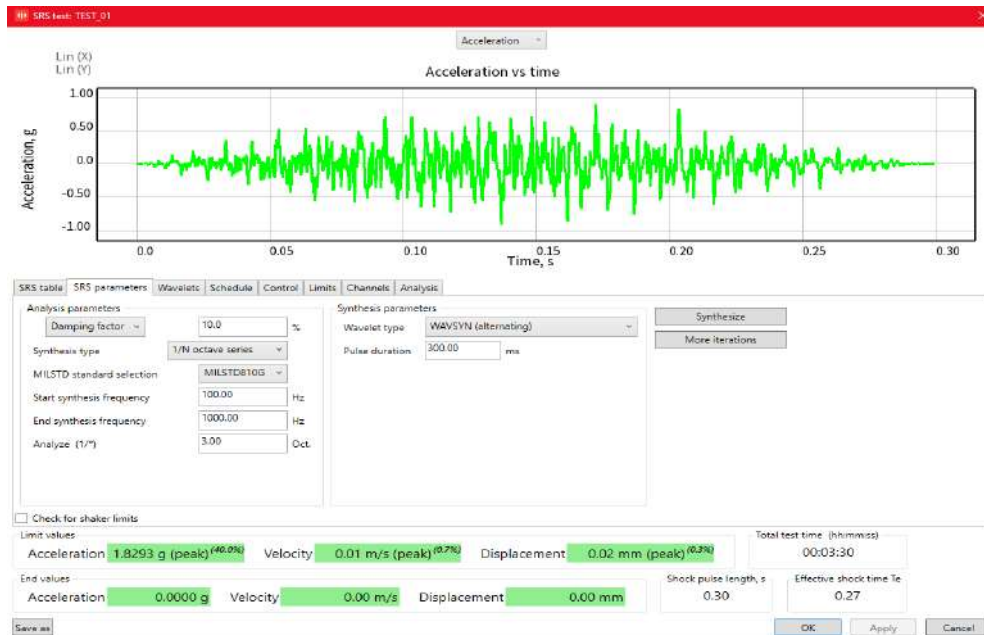 SRS test: TEST_01
Acceleration
Lin (X)
Lin (Y)
Acceleration vs time
Acceleration, g
1.00
0.50
0.0
-0.50
-1.00
0.0 0.05 0.10 0.15 0.20 0.25 0.30
Time, s
SRS table SRS parameters Wavelets Schedule Control Limits Channels Analysis
Analysis parameters
Damping factor 10.0 %
Synthesis type 1/N octave series
MILSTD standard selection MILSTD810G
Start synthesis frequency 100.00 Hz
End synthesis frequency 1000.00 Hz
Analyze (1/*) 3.00 Oct.
Synthesis parameters
Wavelet type WAVSYN (alternating)
Pulse duration 300.00 ms
Synthesize
More iterations
Check for shaker limits
Limit values
Acceleration 1.8293 g (peak) (40.0%) Velocity 0.01 m/s (peak) (0.7%) Displacement 0.02 mm (peak) (0.3%)
Total test time (hh:mm:ss)
00:03:30
End values
Acceleration 0.0000 g Velocity 0.00 m/s Displacement 0.00 mm
Shock pulse length, s
0.30
Effective shock time Te
0.27
Save as OK Apply Cancel